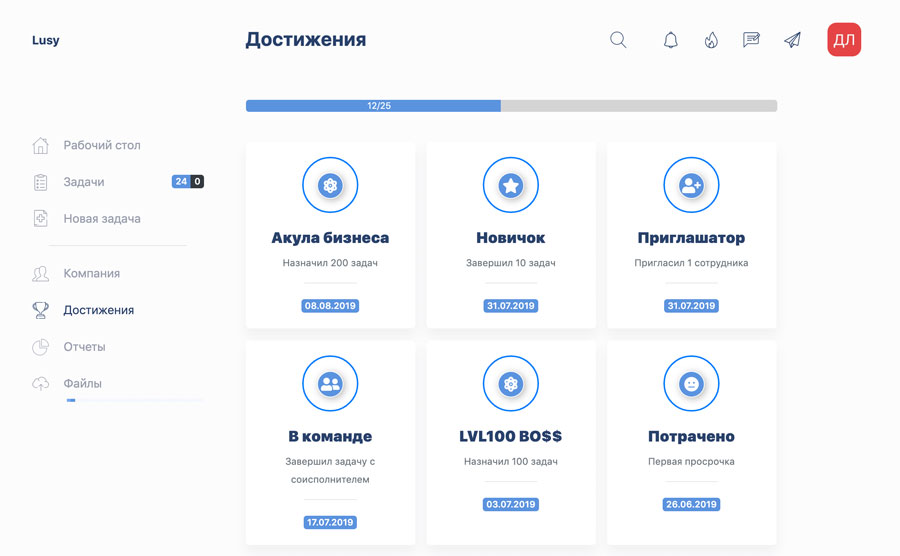 Lusy
Достижения
ДЛ
12/25
Рабочий стол
Задачи
24 0
Новая задача
Компания
Достижения
Отчеты
Файлы
Акула бизнеса
Назначил 200 задач
08.08.2019
Новичок
Завершил 10 задач
31.07.2019
Приглашатор
Пригласил 1 сотрудника
31.07.2019
В команде
Завершил задачу с
соисполнителем
17.07.2019
LVL100 BO$$
Назначил 100 задач
03.07.2019
Потрачено
Первая просрочка
26.06.2019